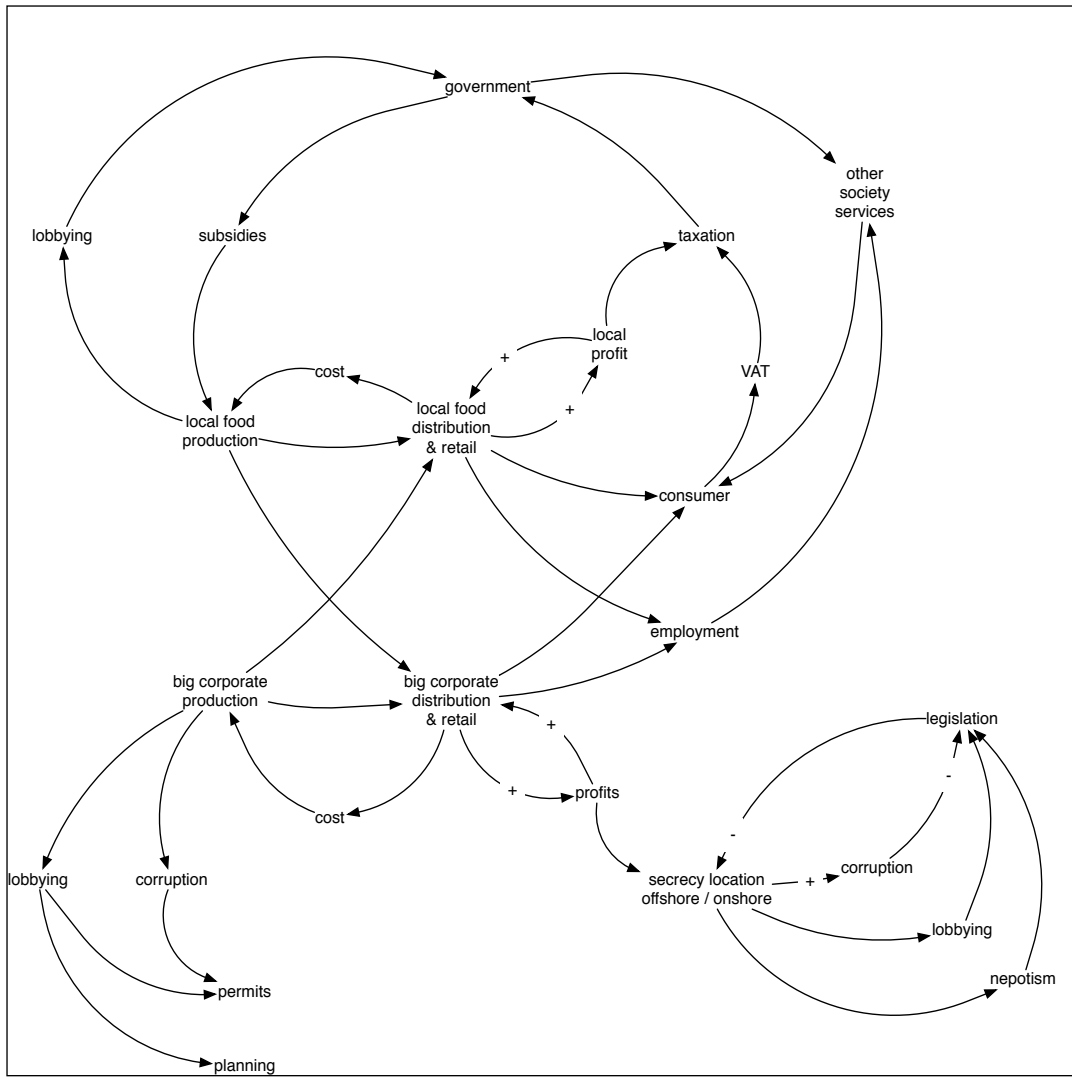 government
other
society
services
lobbying
subsidies
taxation
local
profit
+
cost
VAT
local food
production
local food
distribution
& retail
+
consumer
employment
big corporate
production
big corporate
distribution
& retail
+
legislation
-
+
profits
cost
-
lobbying
corruption
secrecy location
offshore / onshore
+
corruption
lobbying
nepotism
permits
planning